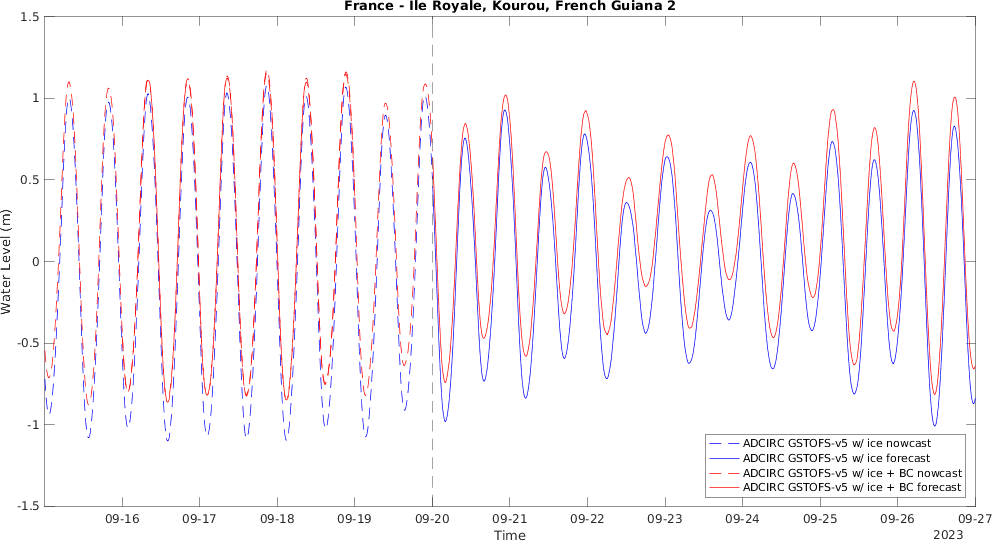 France - Ile Royale, Kourou, French Guiana 2
1.5
1
0.5
0
-0.5
-1
-1.5
Water Level (m)
ADCIRC GSTOFS-v5 w/ ice nowcast
ADCIRC GSTOFS-v5 w/ ice forecast
ADCIRC GSTOFS-v5 w/ ice + BC nowcast
ADCIRC GSTOFS-v5 w/ ice + BC forecast
09-16 09-17 09-18 09-19 09-20 09-21 09-22 09-23 09-24 09-25 09-26 09-27
Time
2023